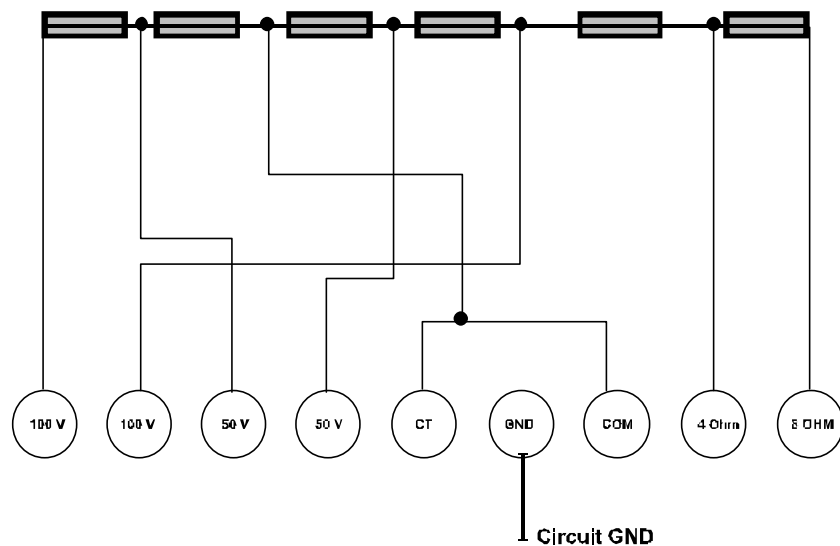 100 V
100 V
50 V
50 V
CT
GND
COM
4 Ohm
8 OHM
Circuit GND